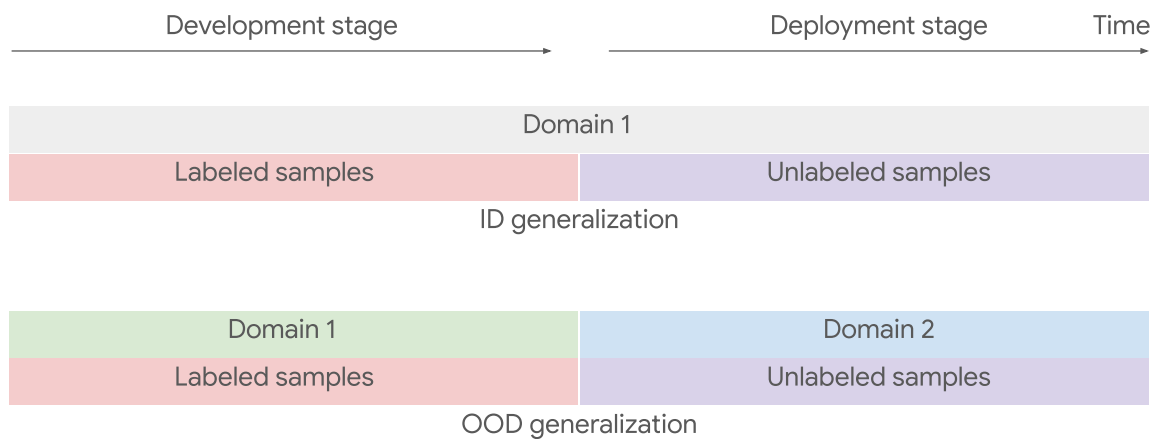 Development stage Deployment stage Time
Domain 1
Labeled samples Unlabeled samples
ID generalization
Domain 1 Domain 2
Labeled samples Unlabeled samples
OOD generalization